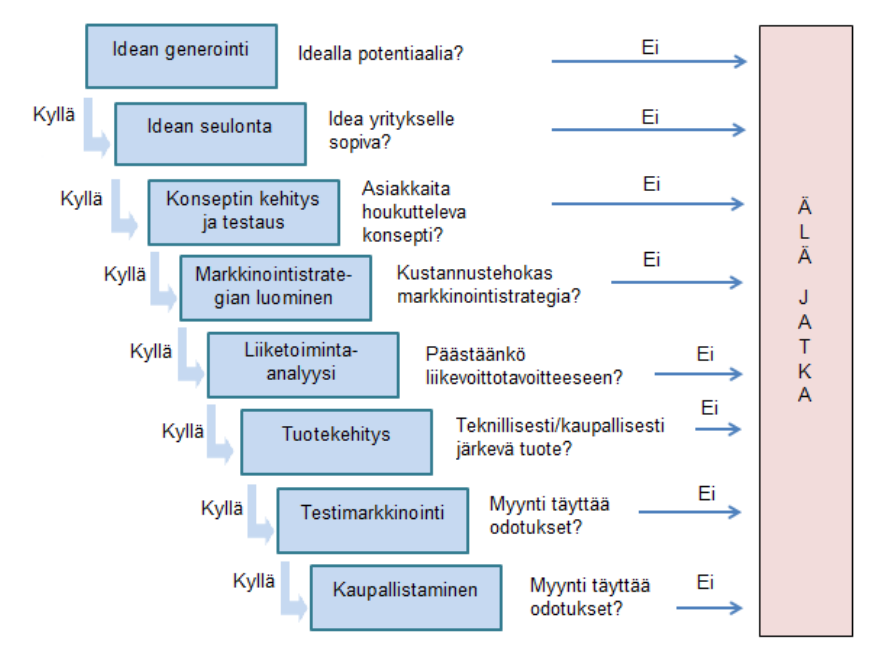 Idean generointi
Idealla potentiaalia?
Ei
Kyllä
Idean seulonta
Idea yritykselle
sopiva?
Ei
Kyllä
Konseptin kehitys
ja testaus
Asiakkaita
houkutteleva
konsepti?
Ei
Kyllä
Markkinointistrate-
gian luominen
Kustannustehokas
markkinointistrategia?
Ei
Kyllä
Liiketoiminta-
analyysi
Päästäänkö
liikevoittotavoitteeseen?
Ei
Kyllä
Tuotekehitys
Teknillisesti/kaupallisesti
järkevä tuote?
Ei
Kyllä
Testimarkkinointi
Myynti täyttää
odotukset?
Ei
Kyllä
Kaupallistaminen
Myynti täyttää
odotukset?
Ei
ÄLÄ JATKA